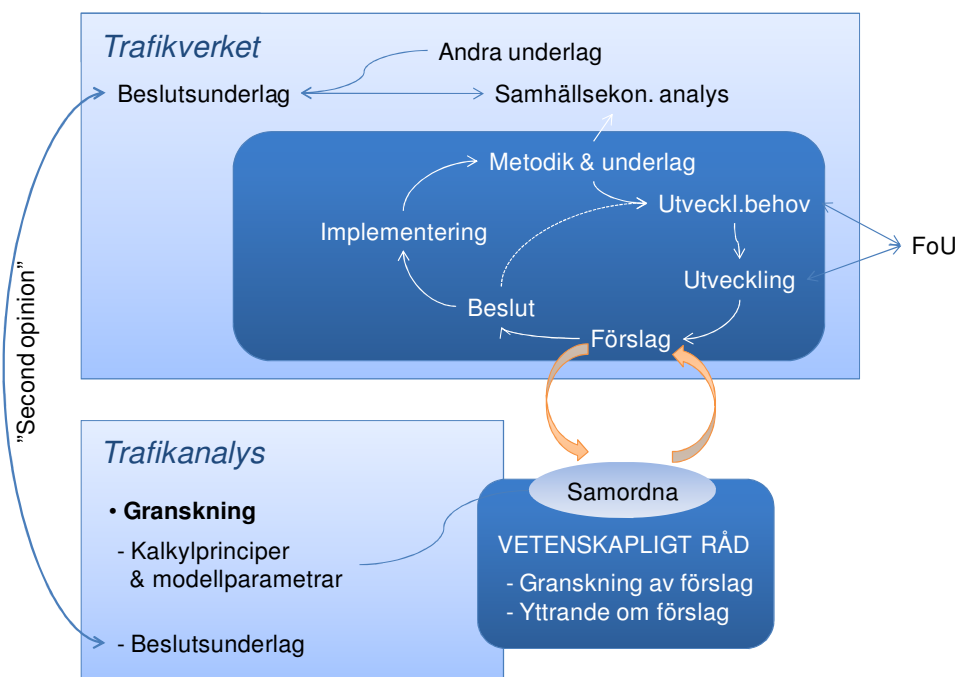 Trafikverket
Andra underlag
Beslutsunderlag
Samhällsekon. analys
Metodik & underlag
Utveckl.behov
Implementering
FoU
Utveckling
Beslut
Förslag
”Second opinion”
Trafikanalys
• Granskning
- Kalkylprinciper
& modellparametrar
- Beslutsunderlag
Samordna
VETENSKAPLIGT RÅD
- Granskning av förslag
- Yttrande om förslag